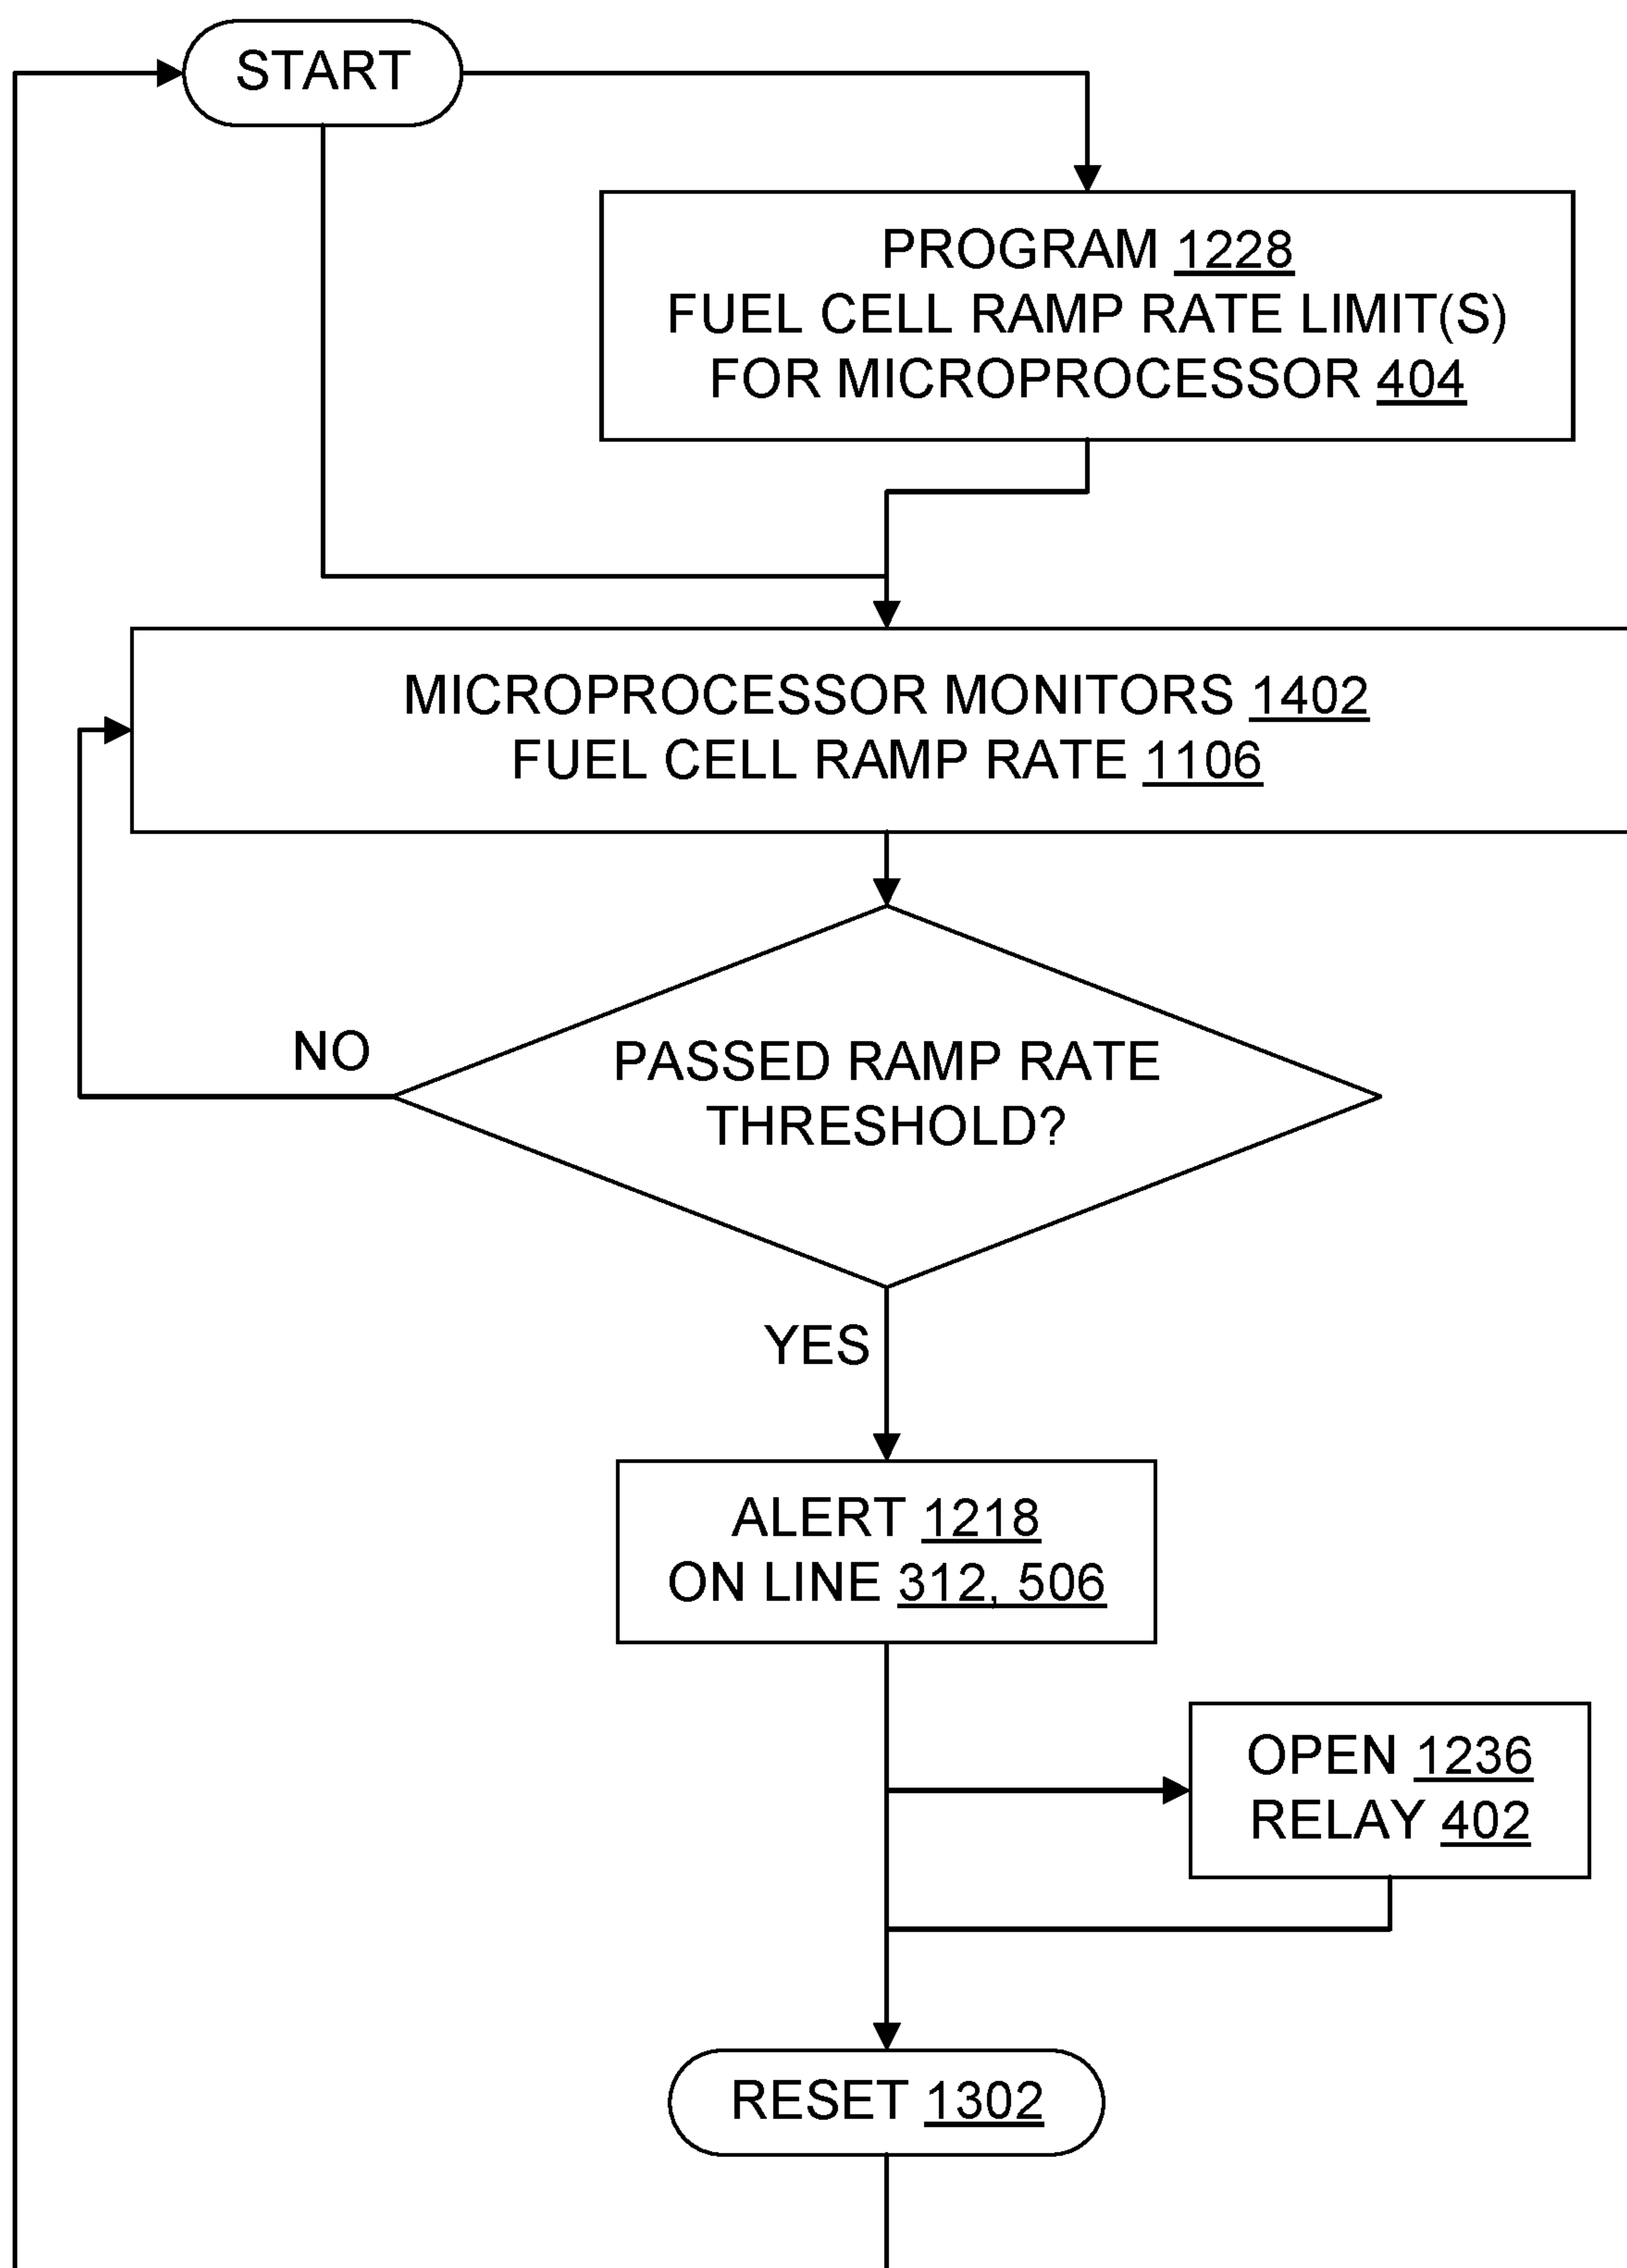 START
PROGRAM 1228
FUEL CELL RAMP RATE LIMIT(S)
FOR MICROPROCESSOR 404
MICROPROCESSOR MONITORS 1402
FUEL CELL RAMP RATE 1106
NO
PASSED RAMP RATE
THRESHOLD?
YES
ALERT 1218
ON LINE 312, 506
OPEN 1236
RELAY 402
RESET 1302